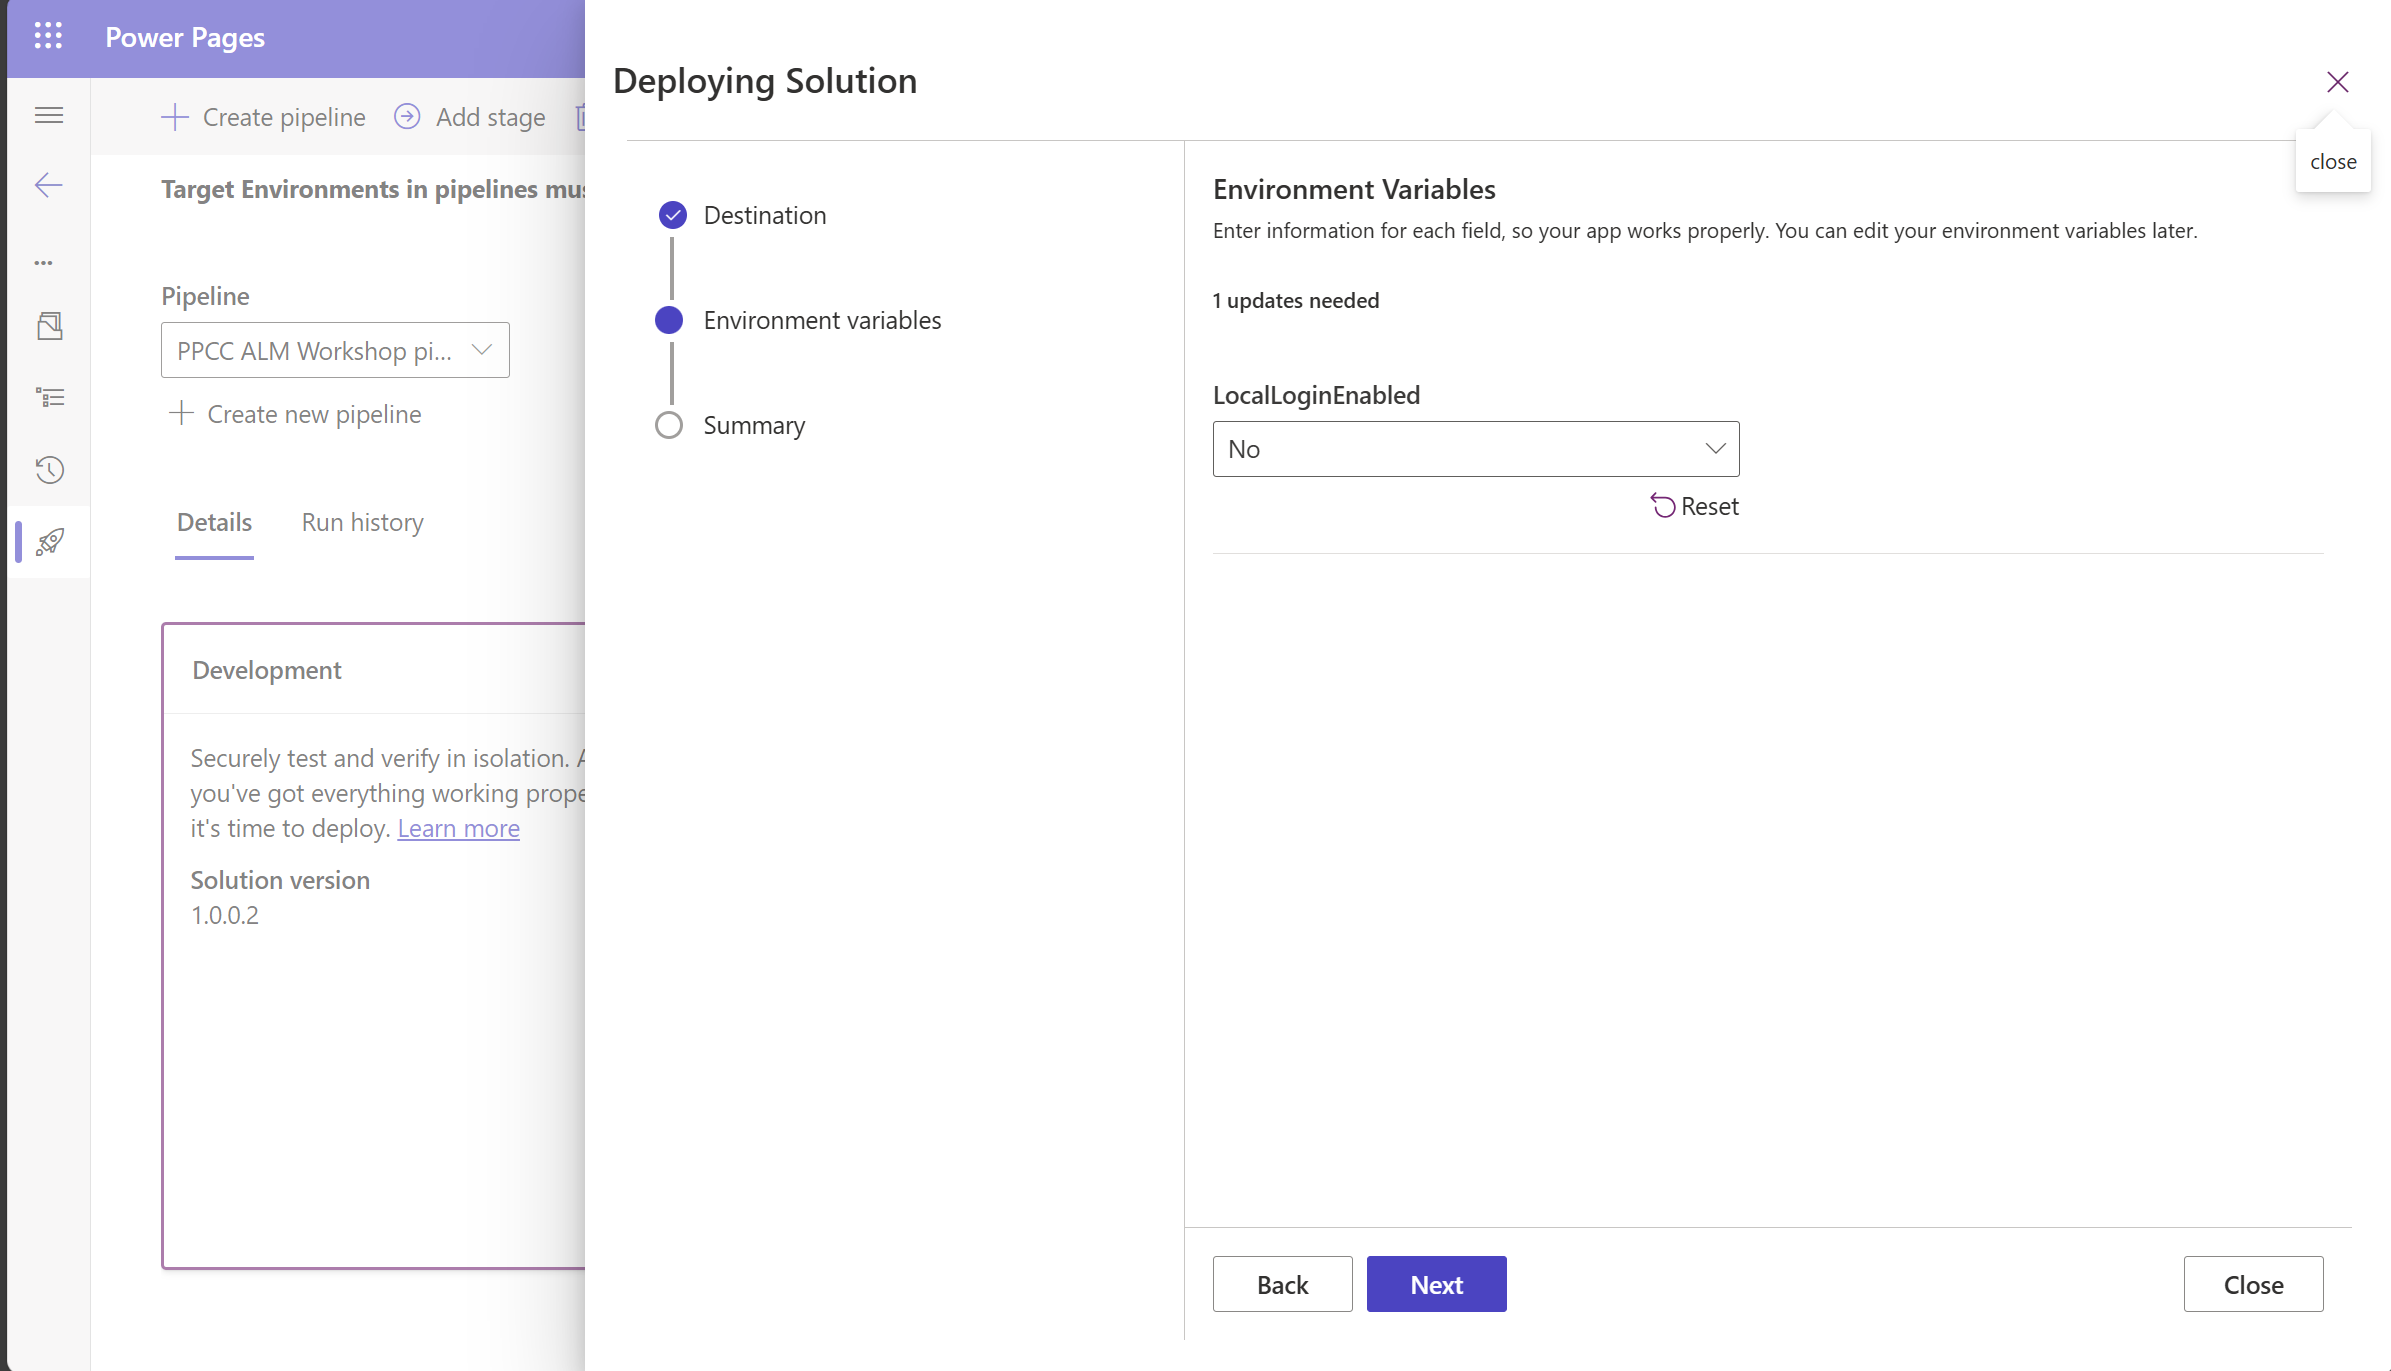 Power Pages
Create pipeline
Add stage
Target Environments in pipelines mus
Pipeline
PPCC ALM Workshop pi...
Create new pipeline
Details
Run history
Development
Securely test and verify in isolation.
you've got everything working prope
it's time to deploy. Learn more
Solution version
1.0.0.2
Deploying Solution
close
Destination
Environment variables
Summary
Environment Variables
Enter information for each field, so your app works properly. You can edit your environment variables later.
1 updates needed
LocalLoginEnabled
No
Reset
Back
Next
Close